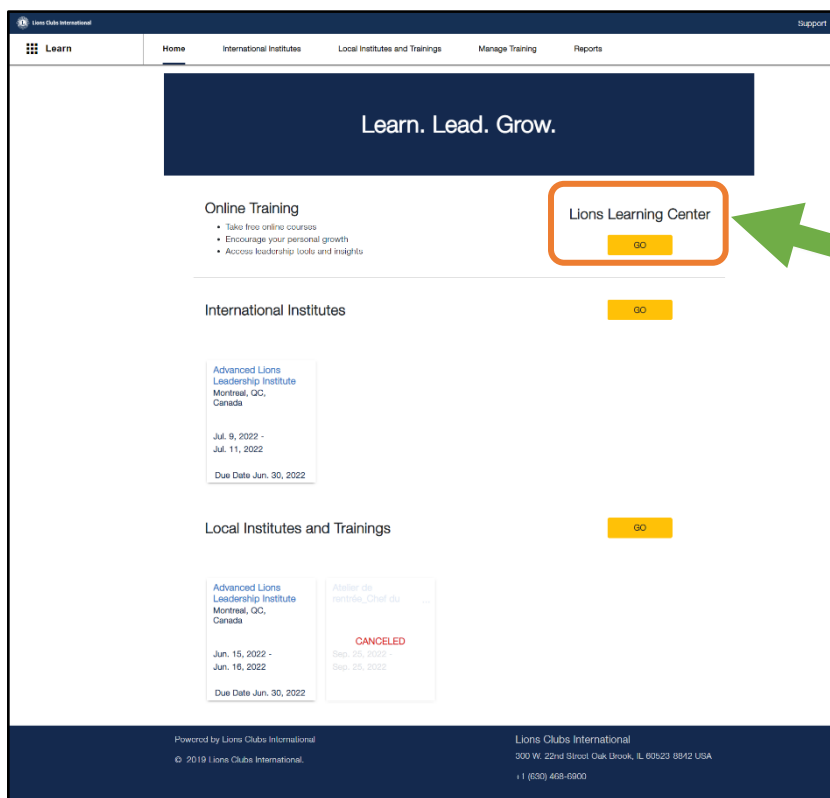 Lions Clubs International
Support
Learn
Home
International Institutes
Local Institutes and Trainings
Manage Training
Reports
Learn. Lead. Grow.
Online Training
• Take free online courses
• Encourage your personal growth
• Access leadership tools and insights
Lions Learning Center
GO
International Institutes
GO
Advanced Lions
Leadership Institute
Montreal, QC,
Canada
Jul. 9, 2022 -
Jul. 11, 2022
Due Date Jun. 30, 2022
Local Institutes and Trainings
GO
Advanced Lions
Leadership Institute
Montreal, QC,
Canada
Jun. 15, 2022 -
Jun. 16, 2022
Due Date Jun. 30, 2022
Atelier de
rentrée_Chef du ...
CANCELED
Sep. 25, 2022 -
Sep. 25, 2022
Powered by Lions Clubs International
© 2019 Lions Clubs International.
Lions Clubs International
300 W. 22nd Street Oak Brook, IL 60523 8842 USA
+1 (630) 468-6900